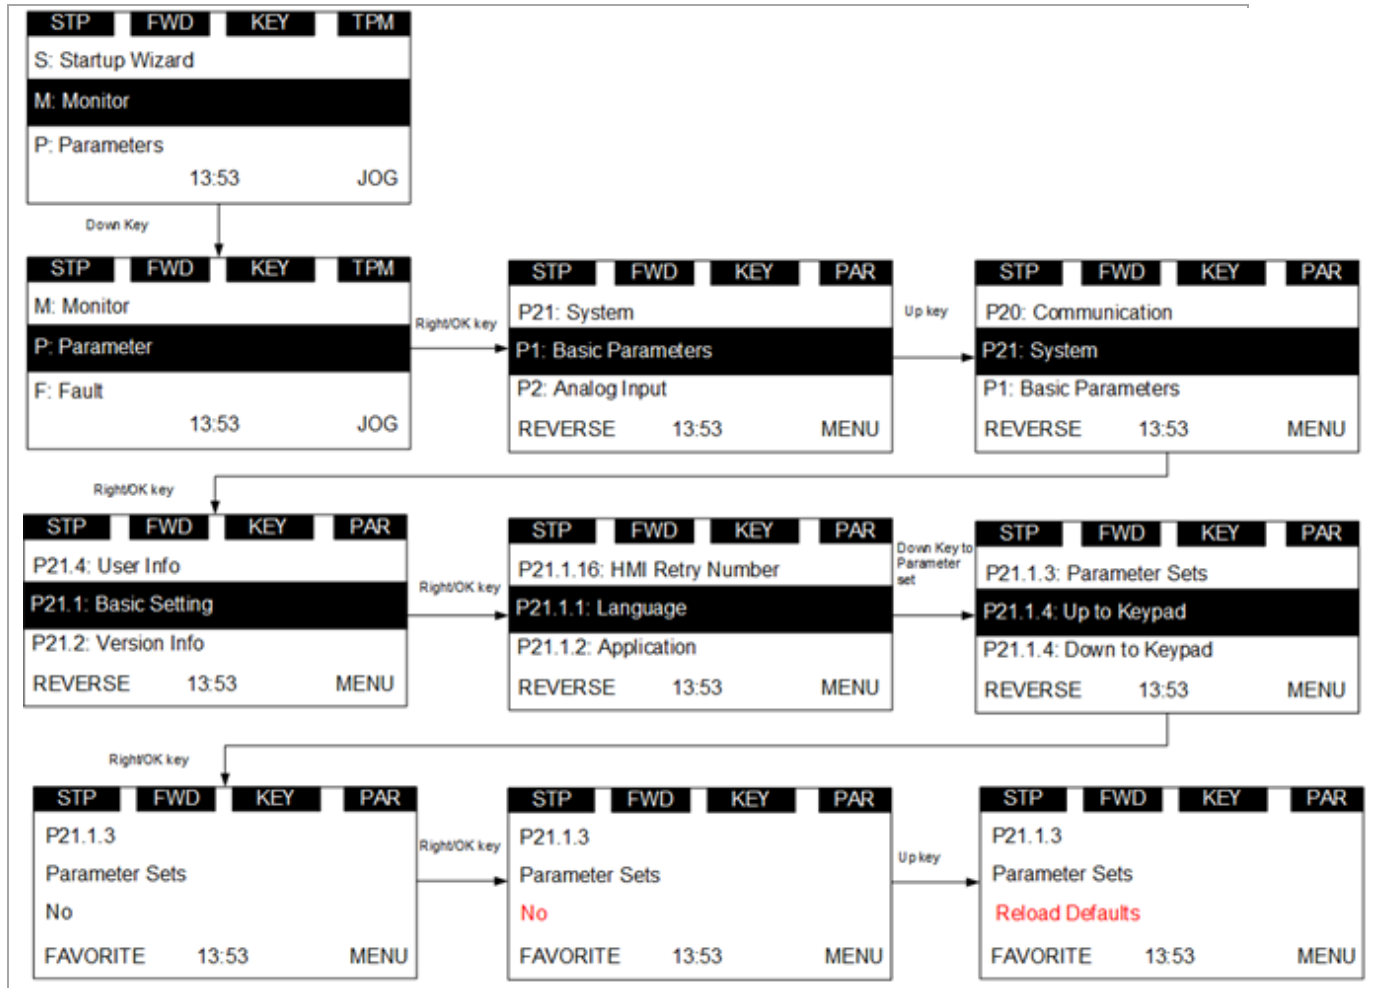 STP FWD KEY TPM
S: Startup Wizard
M: Monitor
P: Parameters
13:53 JOG
Down Key
STP FWD KEY TPM
M: Monitor
P: Parameter
F: Fault
13:53 JOG
Right/OK key
STP FWD KEY PAR
P21: System
P1: Basic Parameters
P2: Analog Input
REVERSE 13:53 MENU
Up key
STP FWD KEY PAR
P20: Communication
P21: System
P1: Basic Parameters
REVERSE 13:53 MENU
Right/OK key
STP FWD KEY PAR
P21.4: User Info
P21.1: Basic Setting
P21.2: Version Info
REVERSE 13:53 MENU
Right/OK key
STP FWD KEY PAR
P21.1.16: HMI Retry Number
P21.1.1: Language
P21.1.2: Application
REVERSE 13:53 MENU
Down Key to
Parameter
set
STP FWD KEY PAR
P21.1.3: Parameter Sets
P21.1.4: Up to Keypad
P21.1.4: Down to Keypad
REVERSE 13:53 MENU
Right/OK key
STP FWD KEY PAR
P21.1.3
Parameter Sets
No
FAVORITE 13:53 MENU
Right/OK key
STP FWD KEY PAR
P21.1.3
Parameter Sets
No
FAVORITE 13:53 MENU
Up key
STP FWD KEY PAR
P21.1.3
Parameter Sets
Reload Defaults
FAVORITE 13:53 MENU